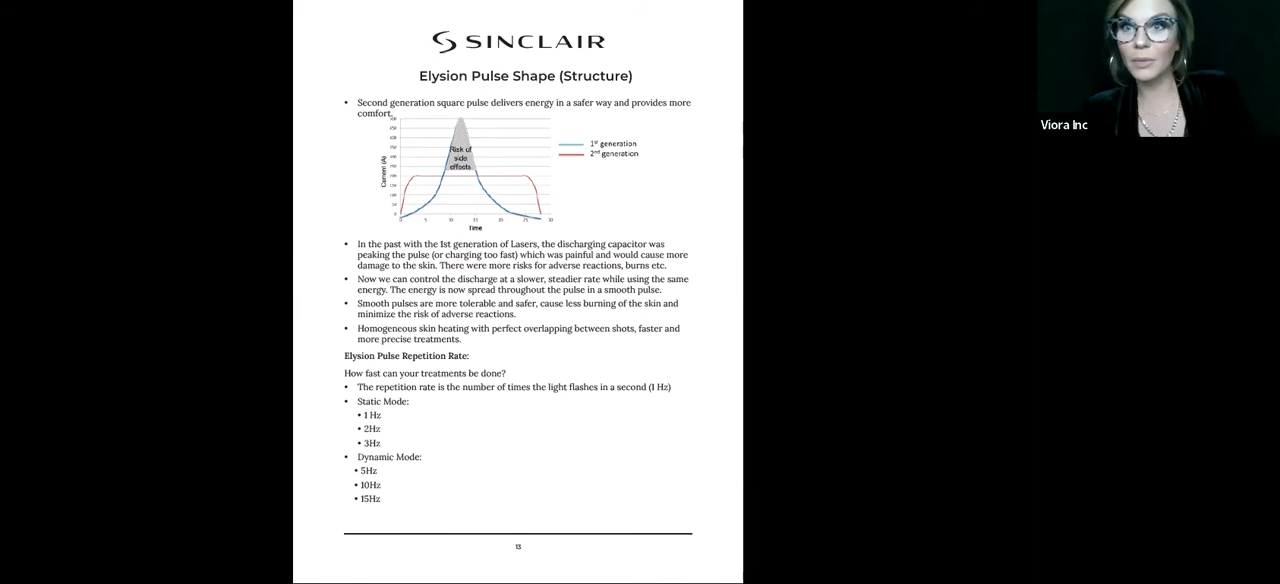 SINCLAIR
Elysion Pulse Shape (Structure)
• Second generation square pulse delivers energy in a safer way and provides more
comfort.
Risk of
side
effects
Current (A)
0
5
10
15
20
25
30
Time
1st generation
2nd generation
• In the past with the 1st generation of Lasers, the discharging capacitor was
peaking the pulse (or charging too fast) which was painful and would cause more
damage to the skin. There were more risks for adverse reactions, burns etc.
• Now we can control the discharge at a slower, steadier rate while using the same
energy. The energy is now spread throughout the pulse in a smooth pulse.
• Smooth pulses are more tolerable and safer, cause less burning of the skin and
minimize the risk of adverse reactions.
• Homogeneous skin heating with perfect overlapping between shots, faster and
more precise treatments.
Elysion Pulse Repetition Rate:
How fast can your treatments be done?
• The repetition rate is the number of times the light flashes in a second (1 Hz)
• Static Mode:
• 1 Hz
• 2Hz
• 3Hz
• Dynamic Mode:
• 5Hz
• 10Hz
• 15Hz
13
Viora Inc